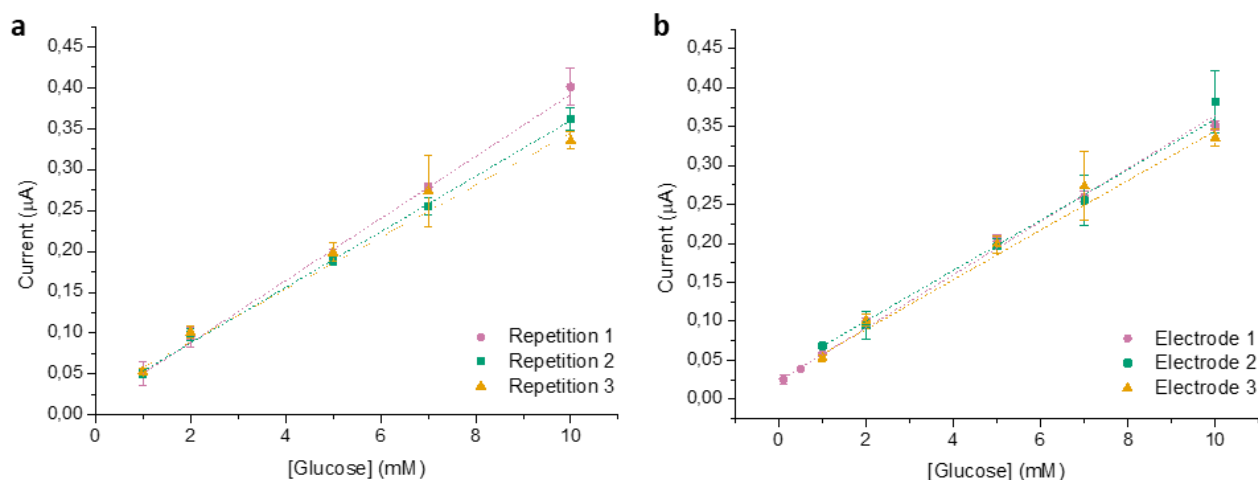 a
0,45
0,40
0,35
0,30
0,25
0,20
0,15
0,10
0,05
0,00
Current (µA)
0 2 4 6 8 10
[Glucose] (mM)
Repetition 1
Repetition 2
Repetition 3
b
0,45
0,40
0,35
0,30
0,25
0,20
0,15
0,10
0,05
0,00
Current (µA)
0 2 4 6 8 10
[Glucose] (mM)
Electrode 1
Electrode 2
Electrode 3